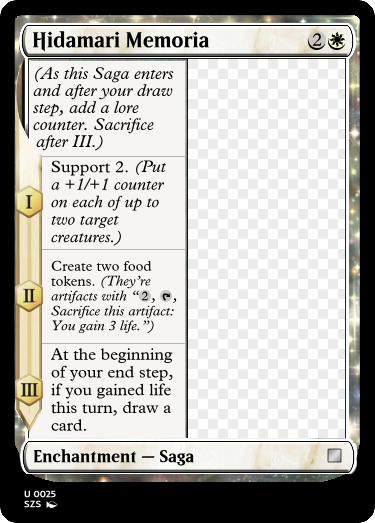 Hidamari Memoria 2
(As this Saga enters
and after your draw
step, add a lore
counter. Sacrifice
after III.)
I
Support 2. (Put
a +1/+1 counter
on each of up to
two target
creatures.)
II
Create two food
tokens. (They're
artifacts with “2, ,
Sacrifice this artifact:
You gain 3 life.”)
III
At the beginning
of your end step,
if you gained life
this turn, draw a
card.
Enchantment — Saga
U 0025
SZS